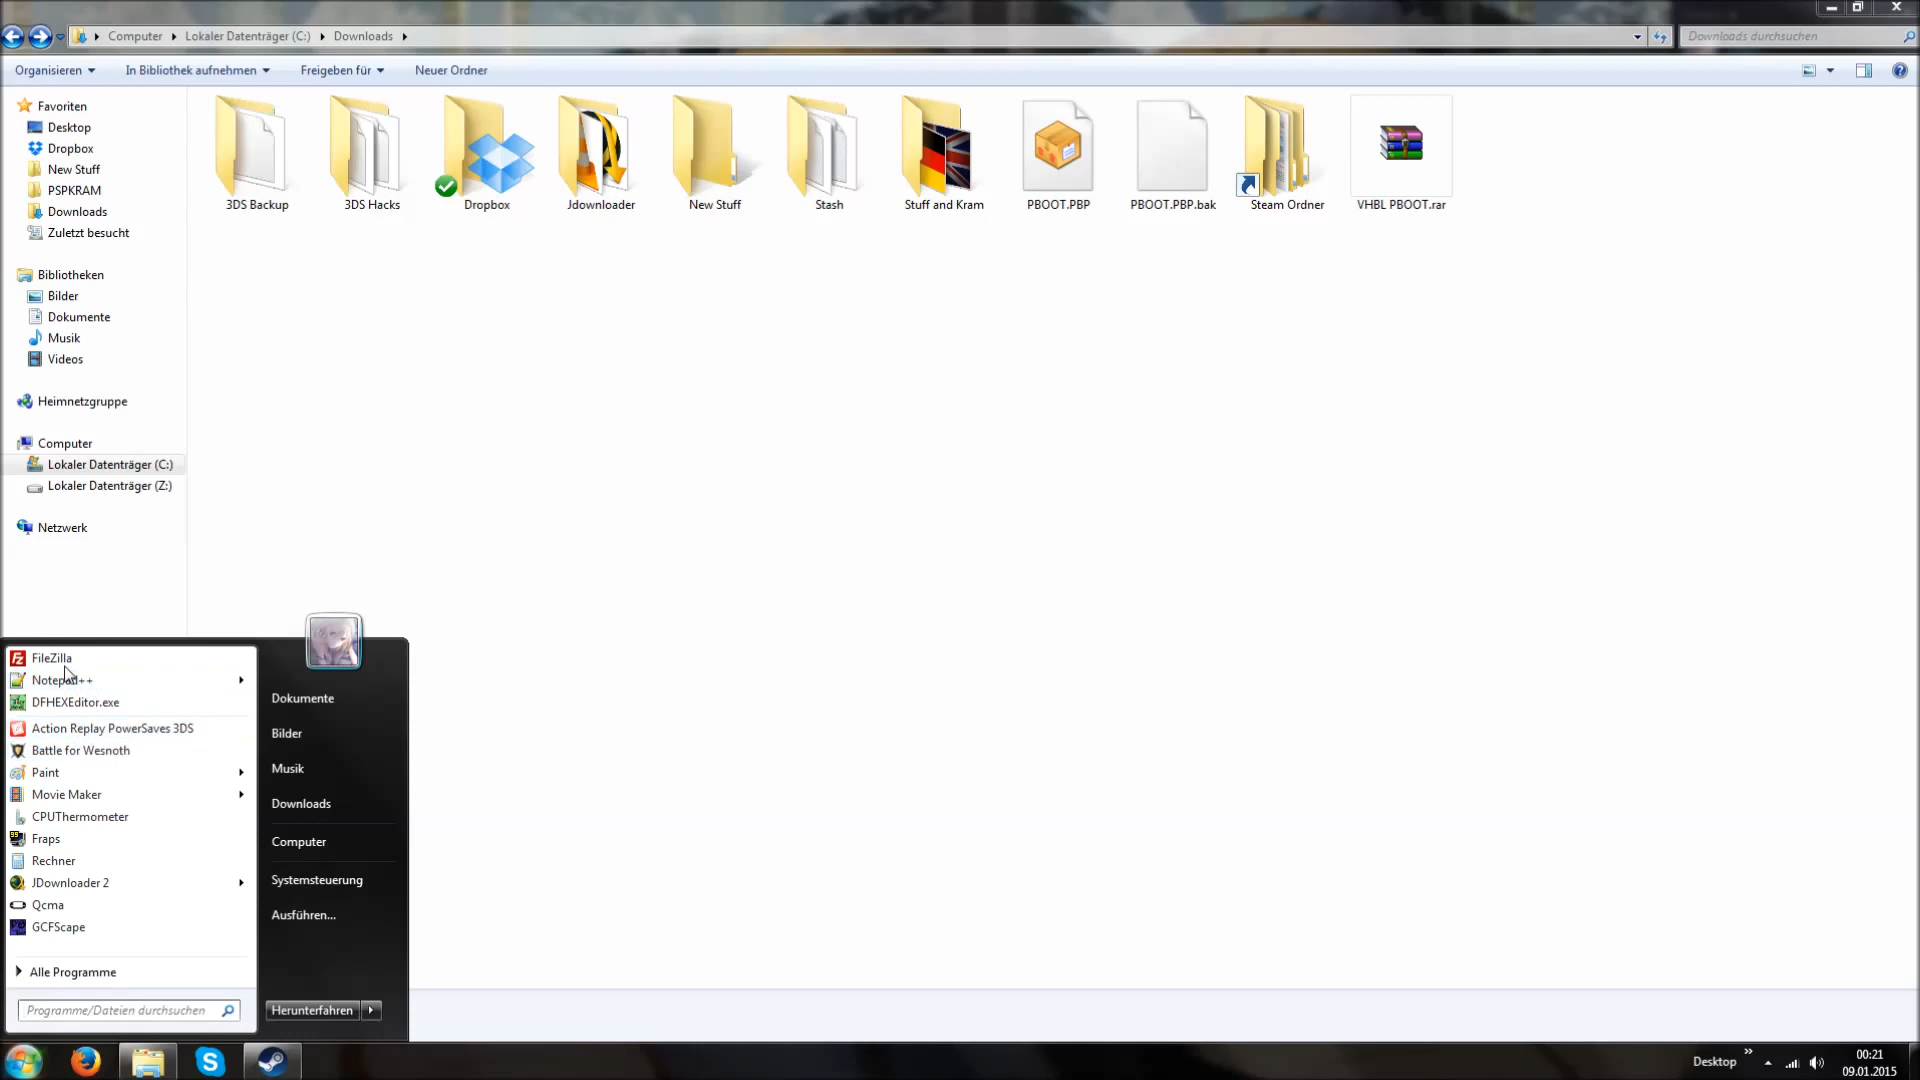 Computer
Lokaler Datenträger (C:)
Downloads
Downloads durchsuchen
Organisieren
In Bibliothek aufnehmen
Freigeben für
Neuer Ordner
Favoriten
Desktop
Dropbox
New Stuff
PSPKRAM
Downloads
Zuletzt besucht
Bibliotheken
Bilder
Dokumente
Musik
Videos
Heimnetzgruppe
Computer
Lokaler Datenträger (C:)
Lokaler Datenträger (Z:)
Netzwerk
3DS Backup
3DS Hacks
Dropbox
Jdownloader
New Stuff
Stash
Stuff and Kram
PBOOT.PBP
PBOOT.PBP.bak
Steam Ordner
VHBL PBOOT.rar
FileZilla
Notepad++
DFHEXEditor.exe
Action Replay PowerSaves 3DS
Battle for Wesnoth
Paint
Movie Maker
CPUThermometer
Fraps
Rechner
JDownloader 2
Qcma
GCFScape
Alle Programme
Programme/Dateien durchsuchen
Dokumente
Bilder
Musik
Downloads
Computer
Systemsteuerung
Ausführen...
Herunterfahren
Desktop
00:21
09.01.2015